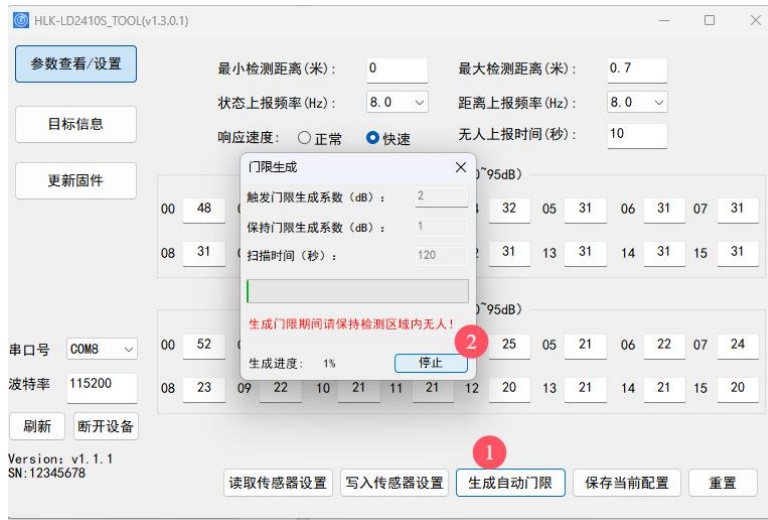 HLK-LD2410S_TOOL(v1.3.0.1)
参数查看/设置
目标信息
更新固件
最小检测距离(米): 0 最大检测距离(米): 0.7
状态上报频率(Hz): 8.0 距离上报频率(Hz): 8.0
响应速度: 正常 快速 无人上报时间(秒): 10
~95dB)
00 48 32 05 31 06 31 07 31
08 31 31 13 31 14 31 15 31
门限生成
触发门限生成系数（dB）: 2
保持门限生成系数（dB）: 1
扫描时间（秒）: 120
生成门限期间请保持检测区域内无人!
生成进度: 1% 停止
2
~95dB)
00 52 25 05 21 06 22 07 24
08 23 09 22 10 21 11 21 12 20 13 21 14 21 15 20
串口号 COM8
波特率 115200
刷新 断开设备
Version: v1.1.1
SN:12345678
1
读取传感器设置 写入传感器设置 生成自动门限 保存当前配置 重置